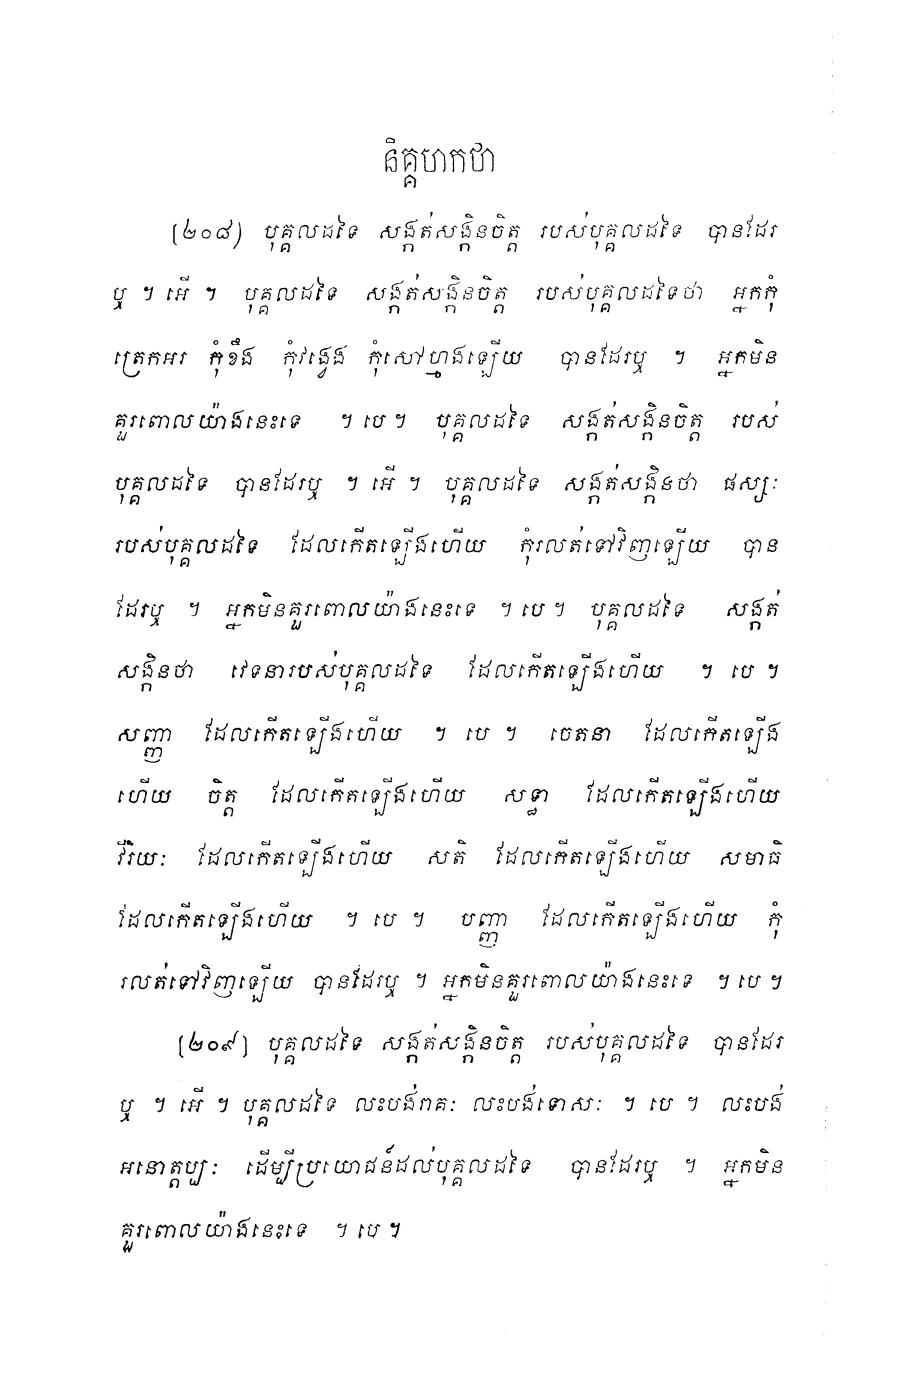 និគ្គហកថា
(២០៨) បុគ្គលដទៃ សង្កត់សង្កិនចិត្ត របស់បុគ្គលដទៃ បានដែរ
ឬ ។ អើ ។ បុគ្គលដទៃ សង្កត់សង្កិនចិត្ត របស់បុគ្គលដទៃថា អ្នកកុំ
ត្រេកអរ កុំខឹង កុំវង្វេង កុំសៅហ្មងឡើយ បានដែរឬ ។ អ្នកមិន
គួរពោលយ៉ាងនេះទេ ។ បេ ។ បុគ្គលដទៃ សង្កត់សង្កិនចិត្ត របស់
បុគ្គលដទៃ បានដែរឬ ។ អើ ។ បុគ្គលដទៃ សង្កត់សង្កិនថា ផស្សៈ
របស់បុគ្គលដទៃ ដែលកើតឡើងហើយ កុំរលត់ទៅវិញឡើយ បាន
ដែរឬ ។ អ្នកមិនគួរពោលយ៉ាងនេះទេ ។ បេ ។ បុគ្គលដទៃ សង្កត់
សង្កិនថា វេទនារបស់បុគ្គលដទៃ ដែលកើតឡើងហើយ ។ បេ ។
សញ្ញា ដែលកើតឡើងហើយ ។ បេ ។ ចេតនា ដែលកើតឡើង
ហើយ ចិត្ត ដែលកើតឡើងហើយ សទ្ធា ដែលកើតឡើងហើយ
វីរិយៈ ដែលកើតឡើងហើយ សតិ ដែលកើតឡើងហើយ សមាធិ
ដែលកើតឡើងហើយ ។ បេ ។ បញ្ញា ដែលកើតឡើងហើយ កុំ
រលត់ទៅវិញឡើយ បានដែរឬ ។ អ្នកមិនគួរពោលយ៉ាងនេះទេ ។ បេ ។
(២០៩) បុគ្គលដទៃ សង្កត់សង្កិនចិត្ត របស់បុគ្គលដទៃ បានដែរ
ឬ ។ អើ ។ បុគ្គលដទៃ លះបង់រាគៈ លះបង់ទោសៈ ។ បេ ។ លះបង់
អនោត្តប្បៈ ដើម្បីប្រយោជន៍ដល់បុគ្គលដទៃ បានដែរឬ ។ អ្នកមិន
គួរពោលយ៉ាងនេះទេ ។ បេ ។